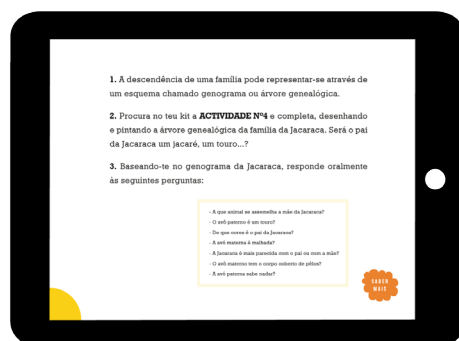 1. A descendência de uma família pode representar-se através de
um esquema chamado genograma ou árvore genealógica.
2. Procura no teu kit a ACTIVIDADE Nº4 e completa, desenhando
e pintando a árvore genealógica da família da Jacaraca. Será o pai
da Jacaraca um jacaré, um touro...?
3. Baseando-te no genograma da Jacaraca, responde oralmente
às seguintes perguntas:
- A que animal se assemelha a mãe da Jacaraca?
- O avô paterno é um touro?
- De que cores é o pai da Jacaraca?
- A avó materna é malhada?
- A Jacaraca é mais parecida com o pai ou com a mãe?
- O avô materno tem o corpo coberto de pêlos?
- A avó paterna sabe nadar?
SABER
MAIS